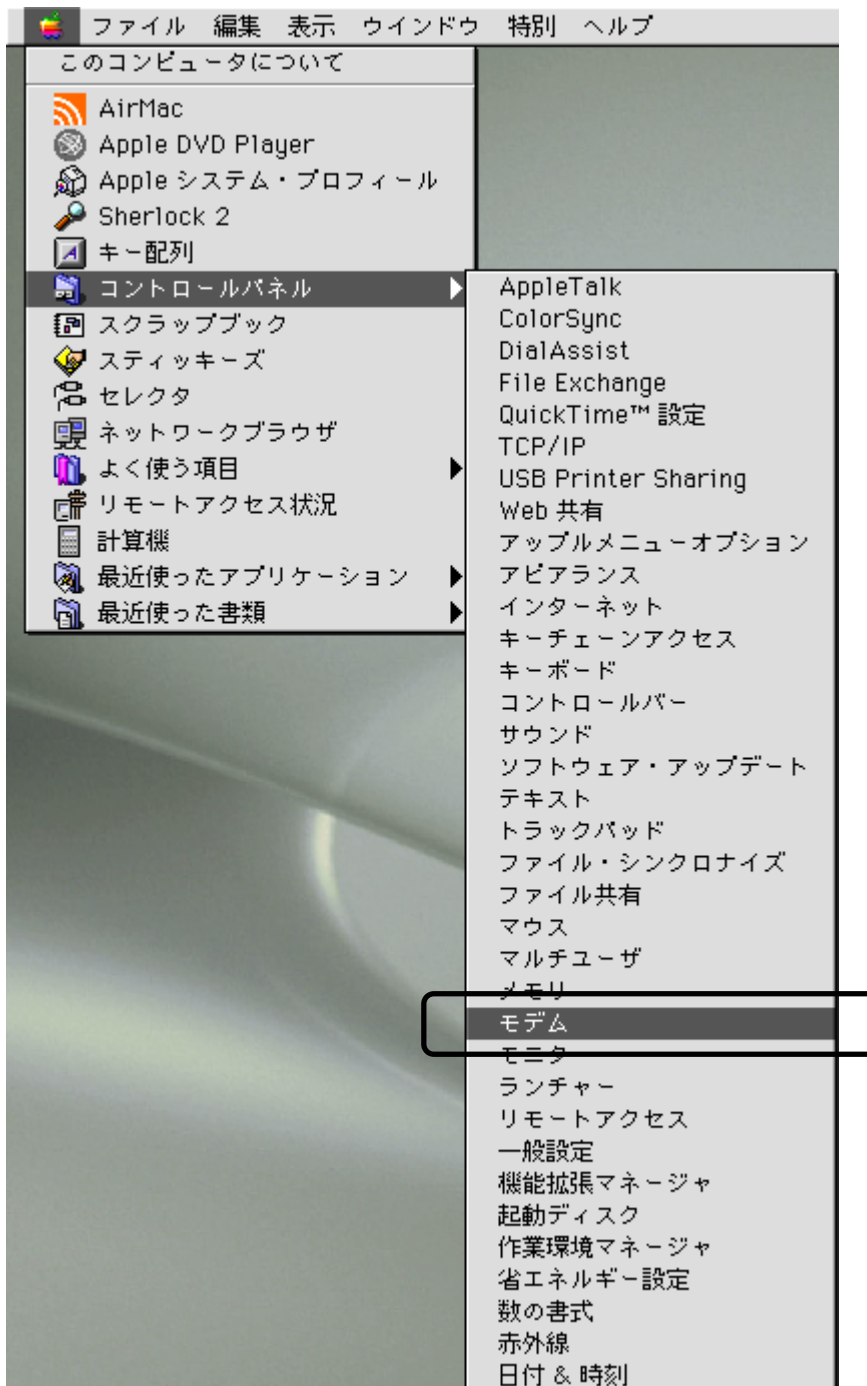 ファイル 編集 表示 ウインドウ 特別 ヘルプ
このコンピュータについて
AirMac
Apple DVD Player
Apple システム・プロフィール
Sherlock 2
キー配列
コントロールパネル
スクラップブック
スティッキーズ
セレクタ
ネットワークブラウザ
よく使う項目
リモートアクセス状況
計算機
最近使ったアプリケーション
最近使った書類
AppleTalk
ColorSync
DialAssist
File Exchange
QuickTime™ 設定
TCP/IP
USB Printer Sharing
Web 共有
アップルメニューオプション
アピアランス
インターネット
キーチェーンアクセス
キーボード
コントロールバー
サウンド
ソフトウェア・アップデート
テキスト
トラックパッド
ファイル・シンクロナイズ
ファイル共有
マウス
マルチユーザ
メモリ
モデム
モニタ
ランチャー
リモートアクセス
一般設定
機能拡張マネージャ
起動ディスク
作業環境マネージャ
省エネルギー設定
数の書式
赤外線
日付 & 時刻